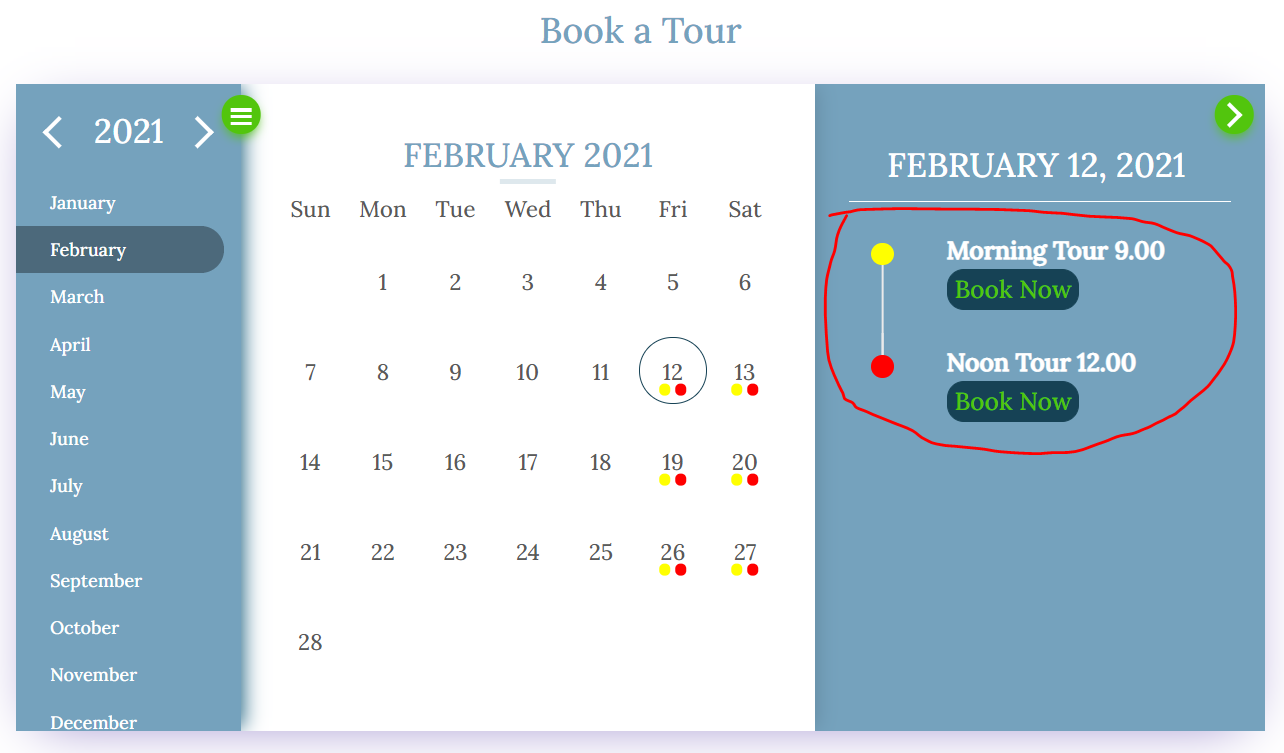 Book a Tour
2021
January
February
March
April
May
June
July
August
September
October
November
December
FEBRUARY 2021
Sun Mon Tue Wed Thu Fri Sat
1 2 3 4 5 6
7 8 9 10 11 12 13
14 15 16 17 18 19 20
21 22 23 24 25 26 27
28
FEBRUARY 12, 2021
Morning Tour 9.00
Book Now
Noon Tour 12.00
Book Now